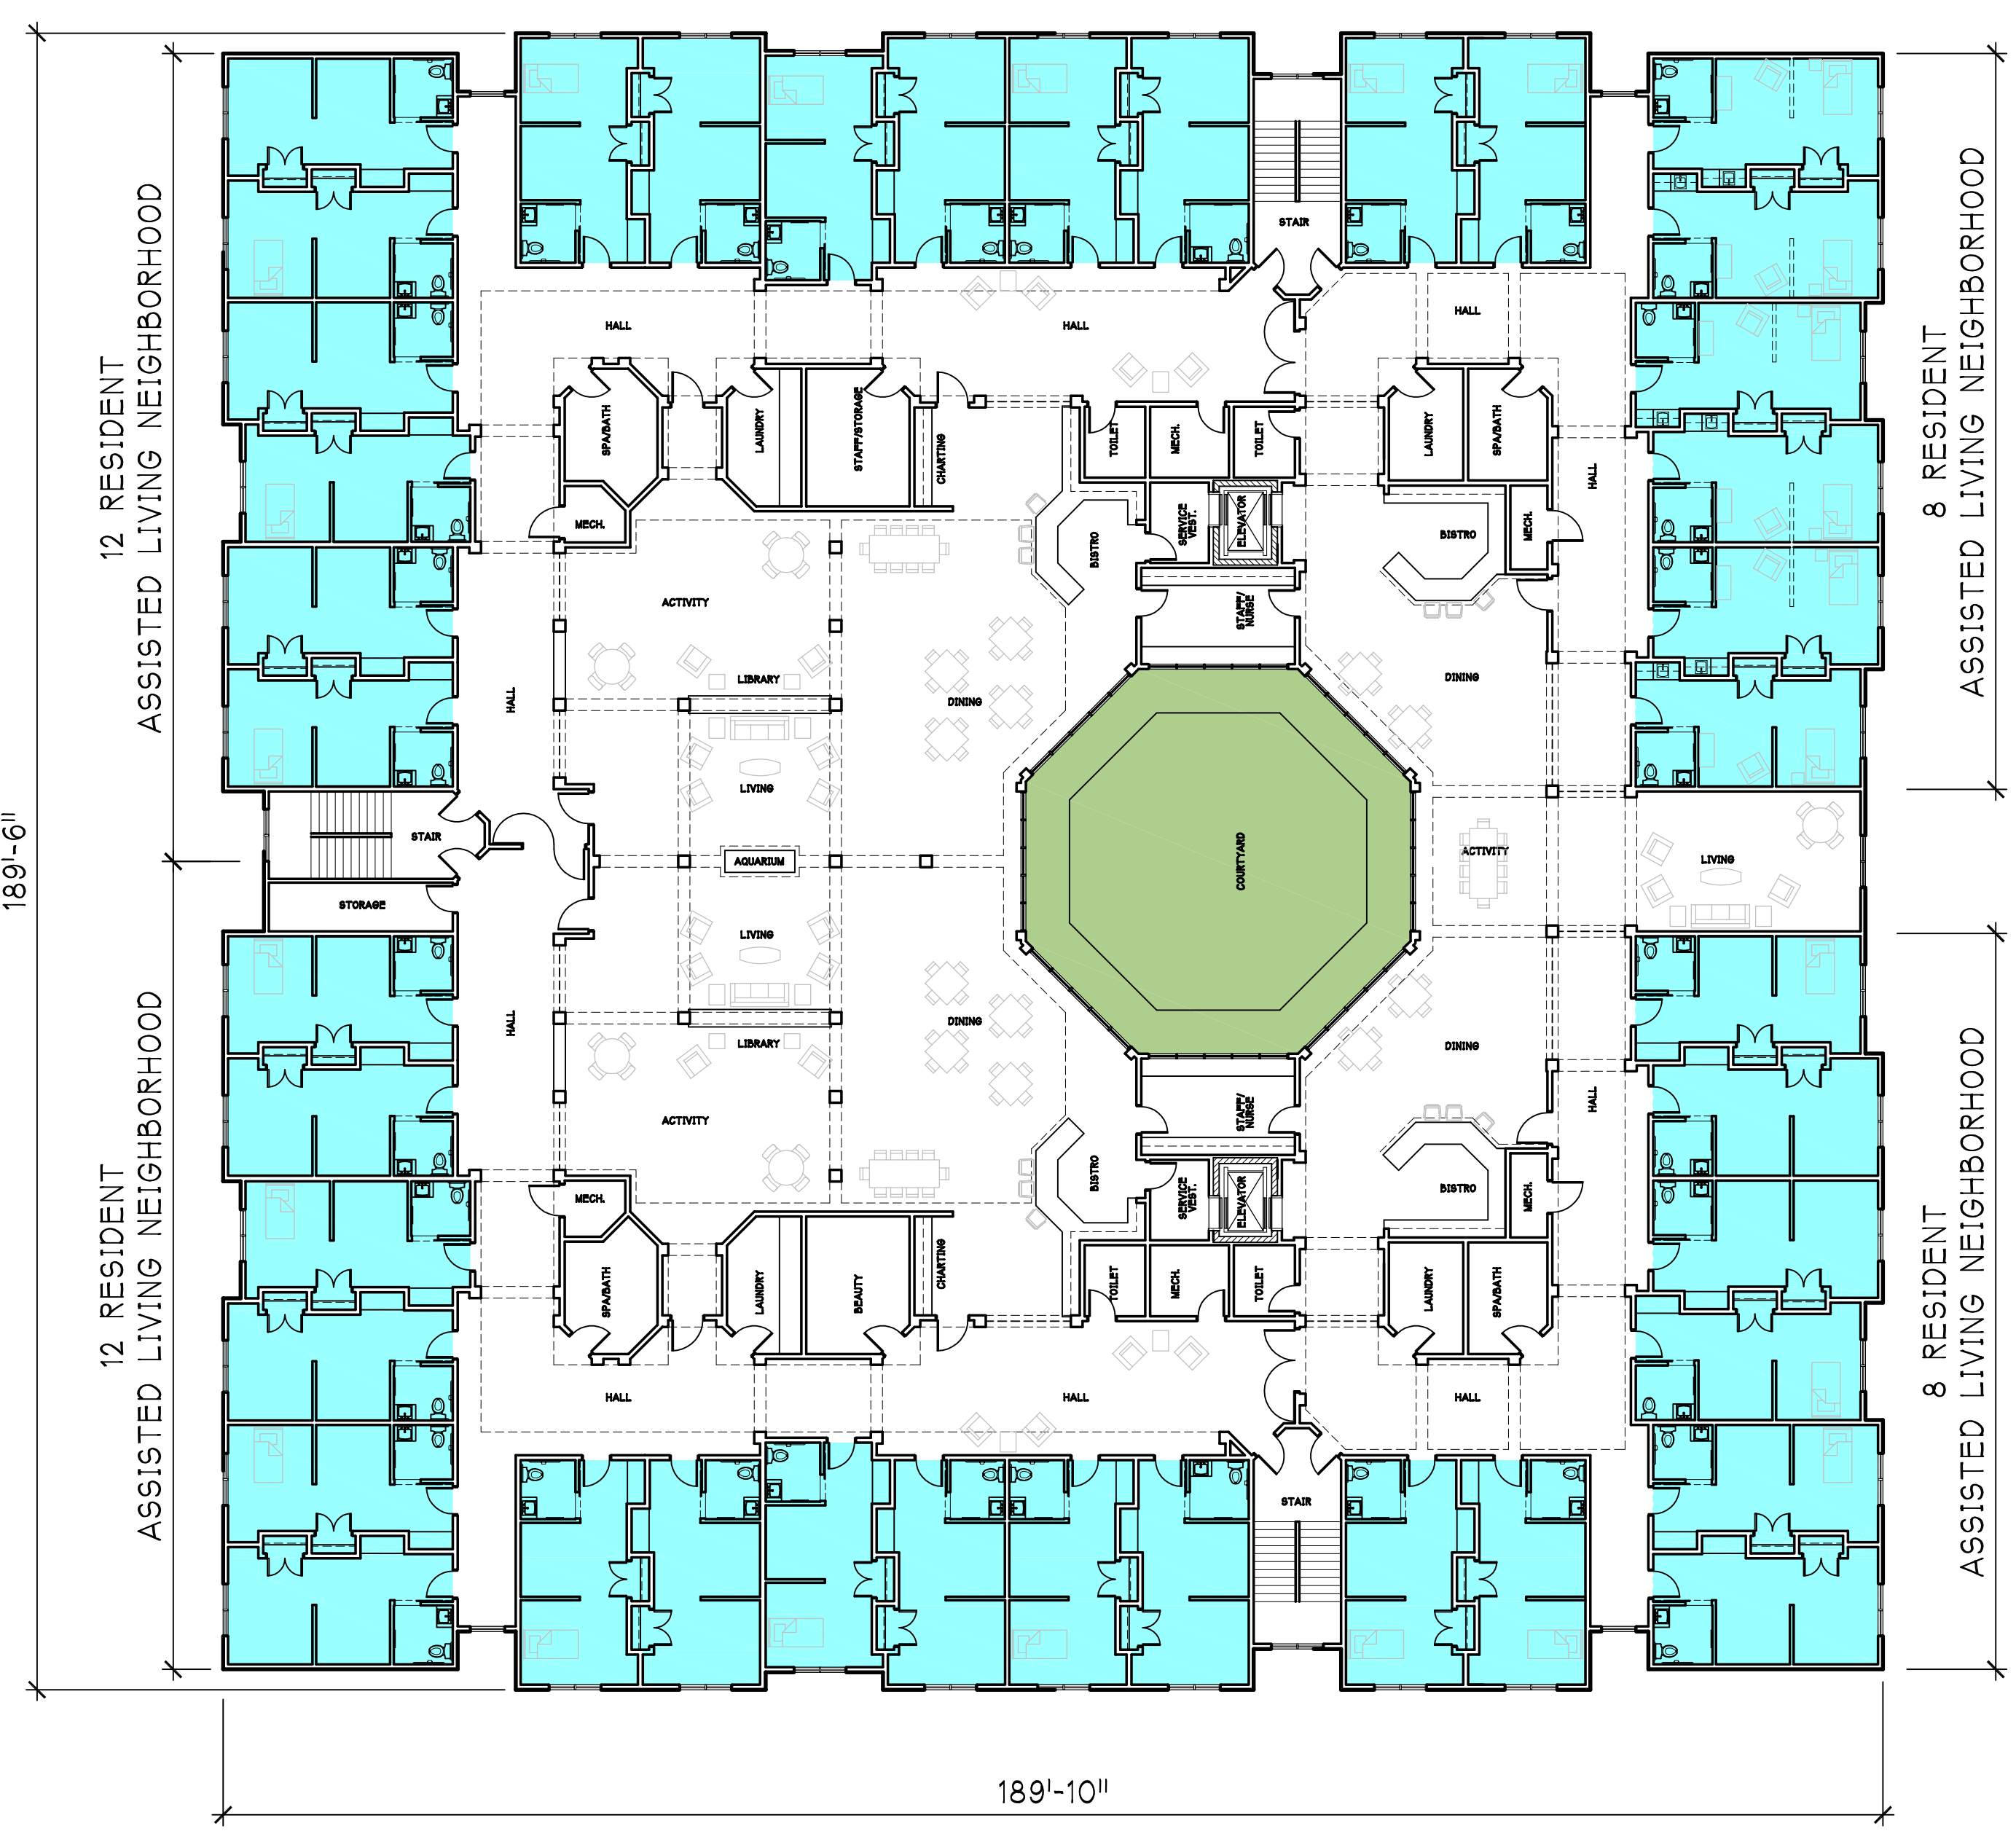 STAIR
HALL
HALL
HALL
SPA/BATH
LAUNDRY
STAFF/STORAGE
CHARTING
TOILET
MECH.
TOILET
LAUNDRY
SPA/BATH
HALL
MECH.
BISTRO
SERVICE
VEST.
ELEVATOR
BISTRO
MECH.
ACTIVITY
STAFF/
NURSE
HALL
LIBRARY
DINING
DINING
LIVING
STAIR
AQUARIUM
COURTYARD
ACTIVITY
LIVING
STORAGE
LIVING
HALL
DINING
LIBRARY
DINING
ACTIVITY
STAFF/
NURSE
HALL
MECH.
BISTRO
SERVICE
VEST.
ELEVATOR
BISTRO
MECH.
SPA/BATH
LAUNDRY
BEAUTY
CHARTING
TOILET
MECH.
TOILET
LAUNDRY
SPA/BATH
HALL
HALL
HALL
STAIR
12 RESIDENT
ASSISTED LIVING NEIGHBORHOOD
12 RESIDENT
ASSISTED LIVING NEIGHBORHOOD
8 RESIDENT
ASSISTED LIVING NEIGHBORHOOD
8 RESIDENT
ASSISTED LIVING NEIGHBORHOOD
189'-6"
189'-10"